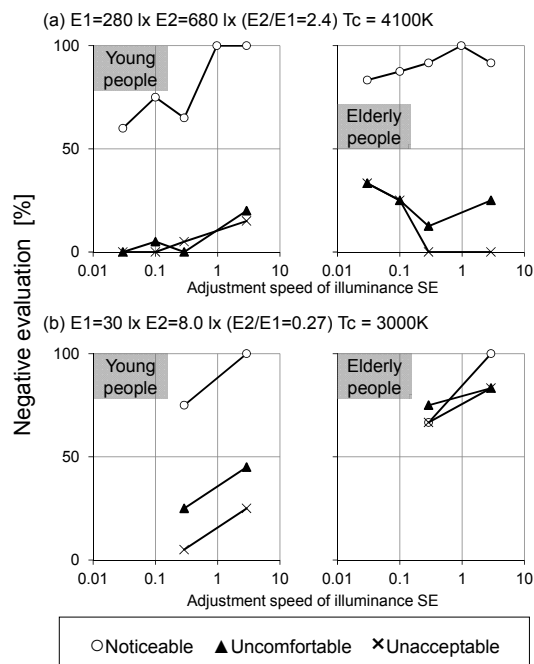 (a) E1=280 lx E2=680 lx (E2/E1=2.4) Tc = 4100K
100
50
0
Young
people
Elderly
people
0.01 0.1 1 10
0.01 0.1 1 10
Adjustment speed of illuminance SE
Negative evaluation [%]
(b) E1=30 lx E2=8.0 lx (E2/E1=0.27) Tc = 3000K
100
50
0
Young
people
Elderly
people
0.01 0.1 1 10
0.01 0.1 1 10
Adjustment speed of illuminance SE
Noticeable Uncomfortable Unacceptable